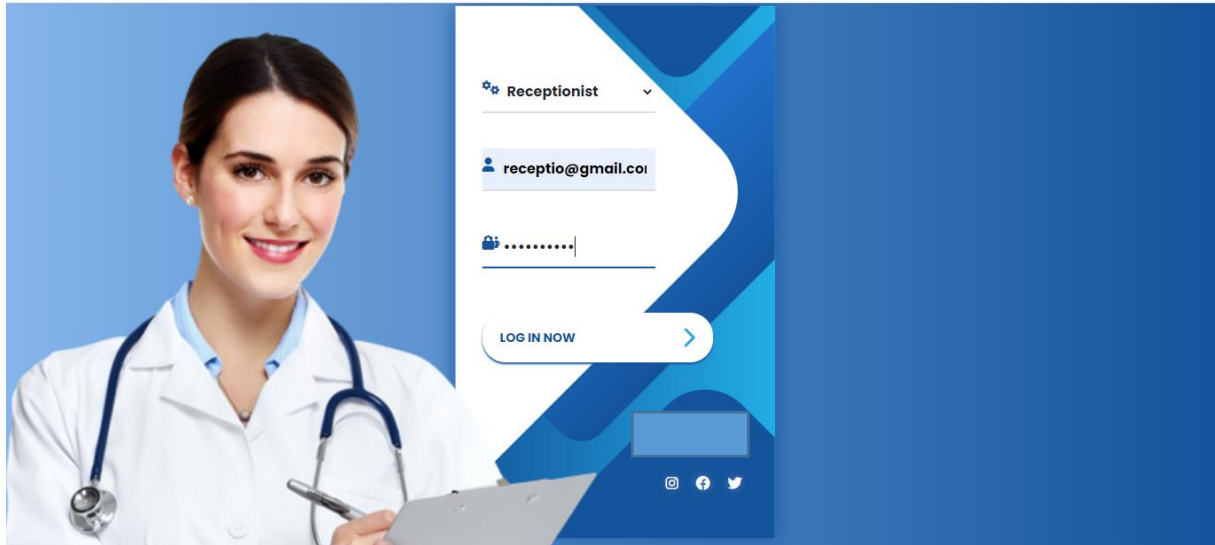 Receptionist
receptio@gmail.co
••••••••••
LOG IN NOW